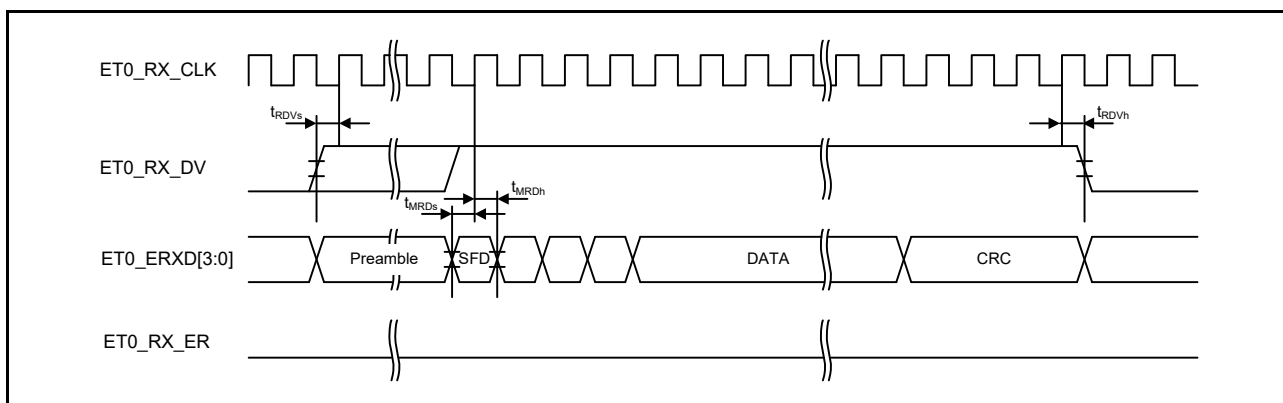 ET0_RX_CLK
tRDVs
tRDVh
ET0_RX_DV
tMRDs
tMRDh
ET0_ERXD[3:0]
Preamble
SFD
DATA
CRC
ET0_RX_ER